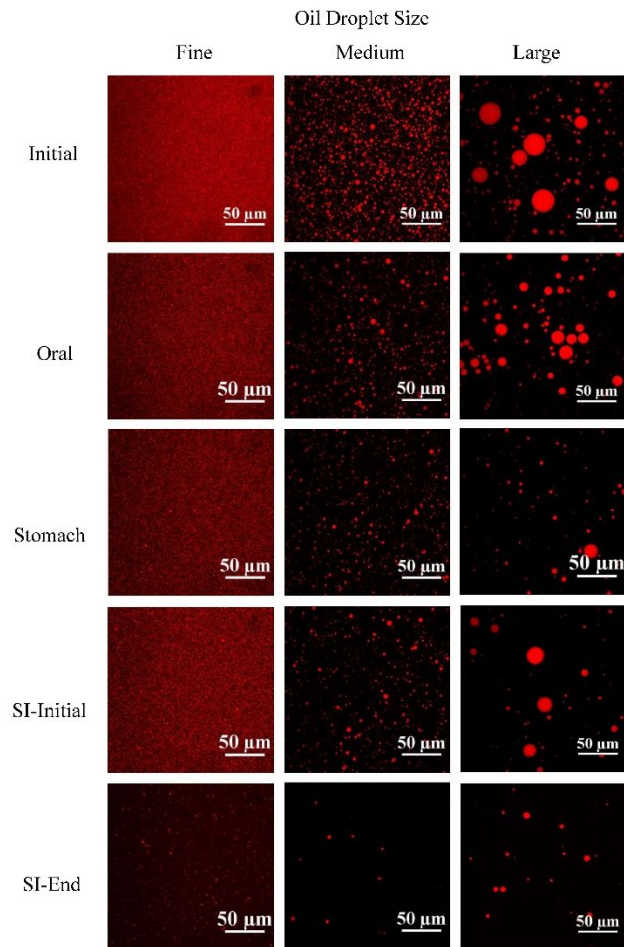 Oil Droplet Size
Fine Medium Large
Initial
50 µm 50 µm 50 µm
Oral
50 µm 50 µm 50 µm
Stomach
50 µm 50 µm 50 µm
SI-Initial
50 µm 50 µm 50 µm
SI-End
50 µm 50 µm 50 µm